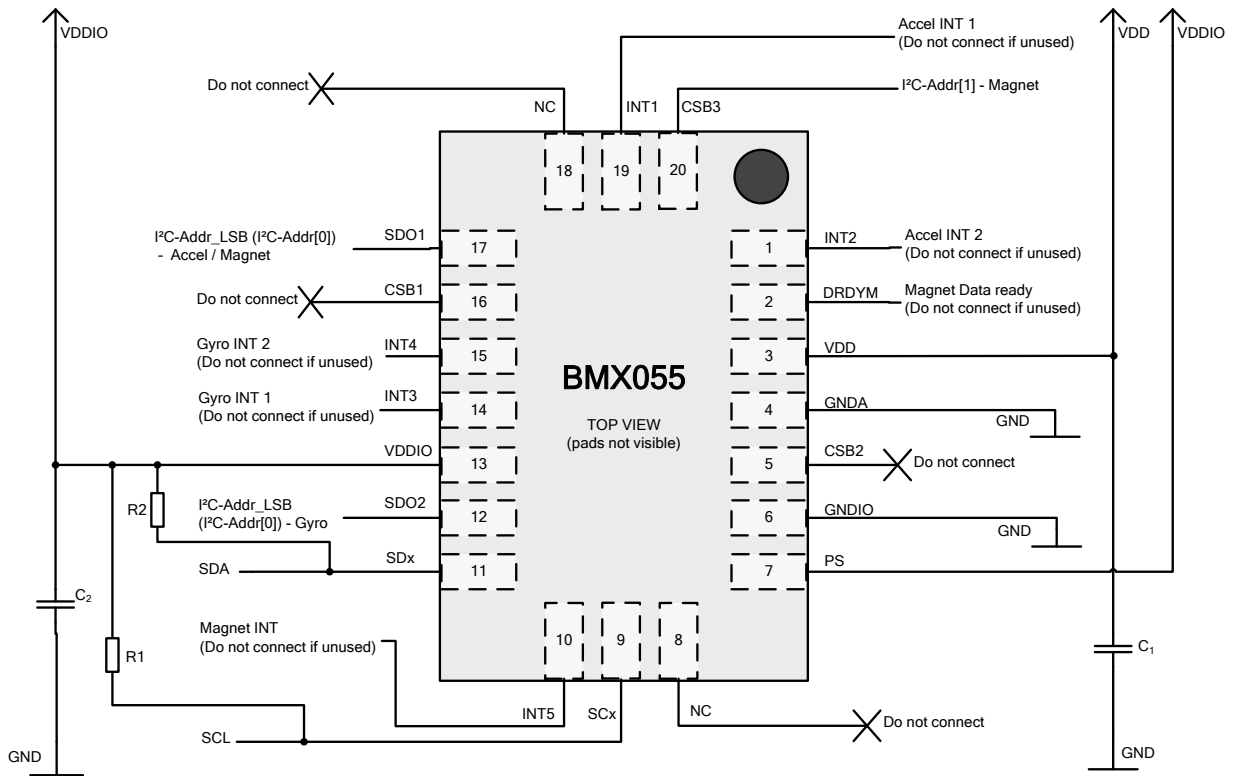 VDDIO
Accel INT 1
(Do not connect if unused)
VDD
VDDIO
Do not connect
I²C-Addr[1] - Magnet
NC
INT1
CSB3
18
19
20
I²C-Addr_LSB (I²C-Addr[0])
- Accel / Magnet
SDO1
17
1
INT2
Accel INT 2
(Do not connect if unused)
Do not connect
CSB1
16
2
DRDYM
Magnet Data ready
(Do not connect if unused)
Gyro INT 2
(Do not connect if unused)
INT4
15
3
VDD
BMX055
Gyro INT 1
(Do not connect if unused)
INT3
14
TOP VIEW
(pads not visible)
4
GNDA
GND
VDDIO
13
5
CSB2
Do not connect
R2
I²C-Addr_LSB
(I²C-Addr[0]) - Gyro
SDO2
12
6
GNDIO
GND
SDA
SDx
11
7
PS
C₂
Magnet INT
(Do not connect if unused)
10
9
8
R1
C₁
INT5
SCx
NC
Do not connect
SCL
GND
GND